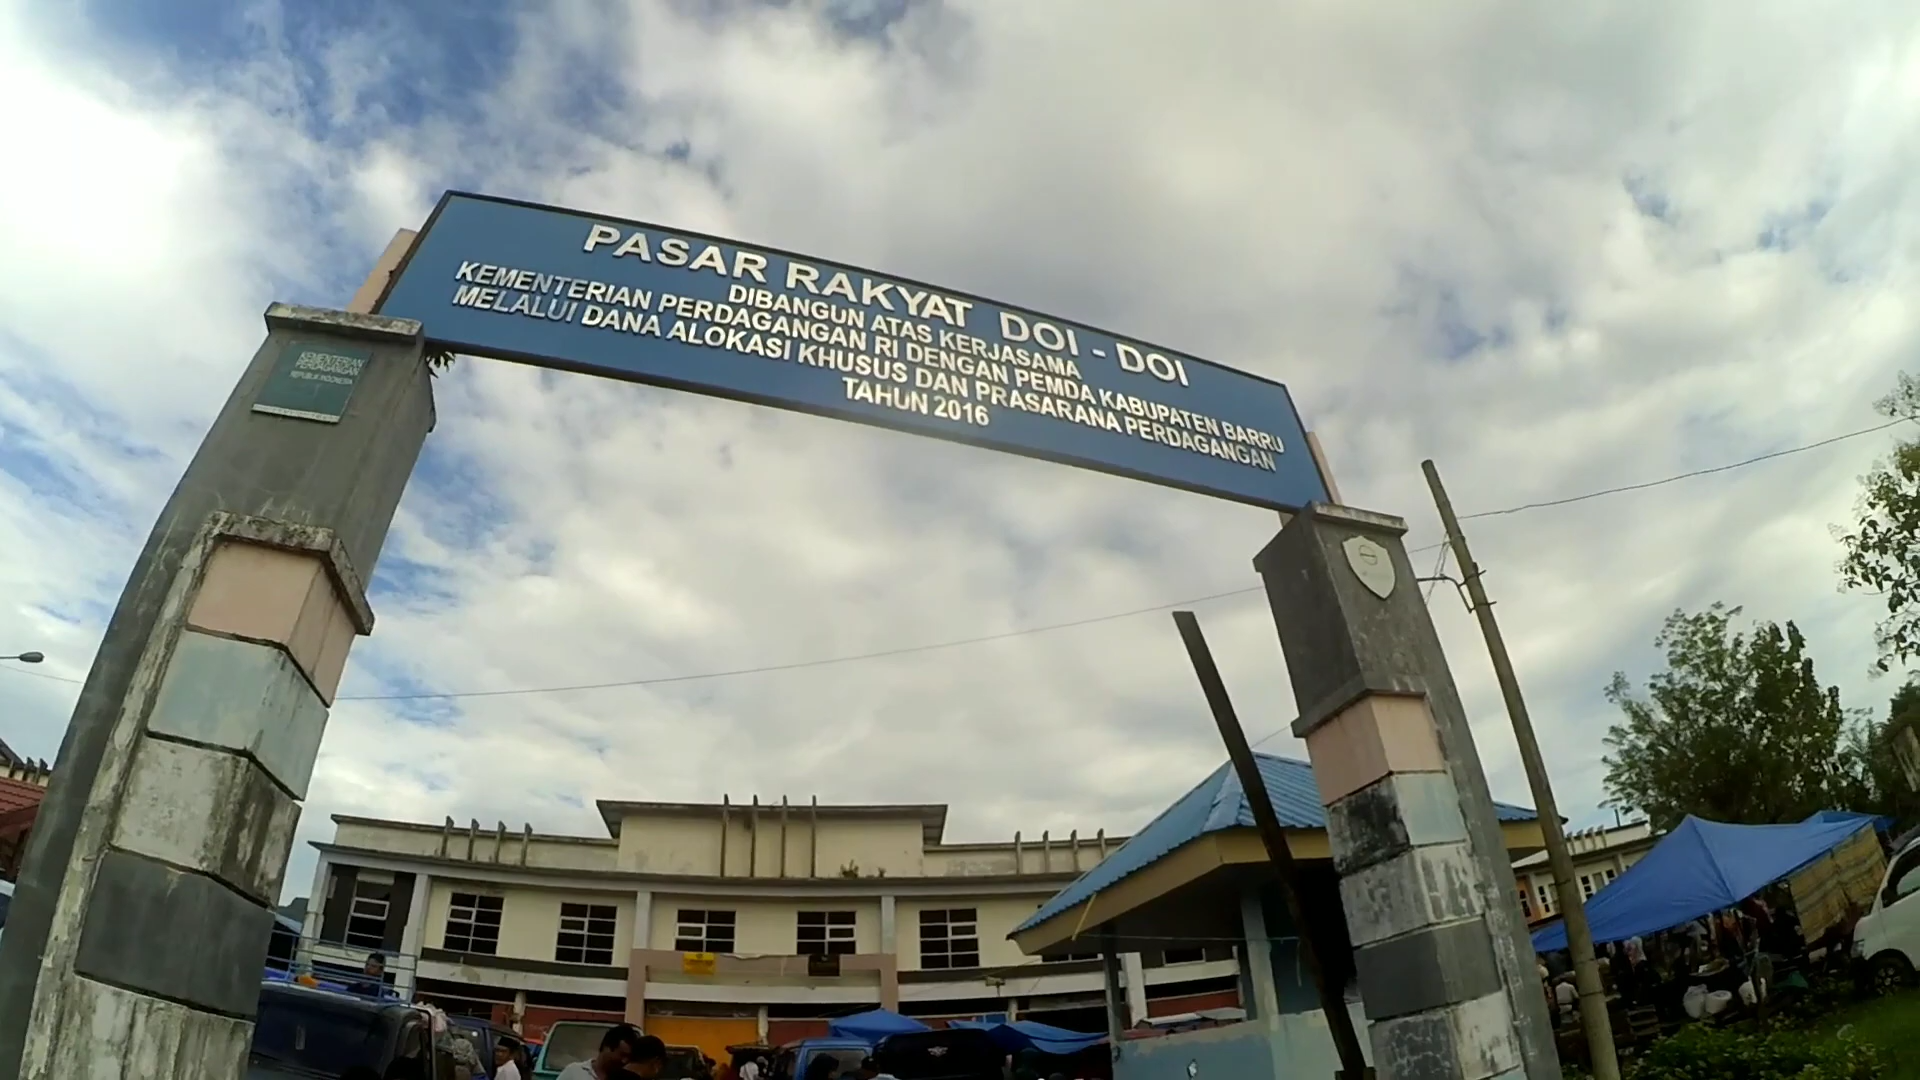 PASAR RAKYAT DOI - DOI
DIBANGUN ATAS KERJASAMA
KEMENTERIAN PERDAGANGAN RI DENGAN PEMDA KABUPATEN BARRU
MELALUI DANA ALOKASI KHUSUS DAN PRASARANA PERDAGANGAN
TAHUN 2016
KEMENTERIAN
PERDAGANGAN
REPUBLIK INDONESIA